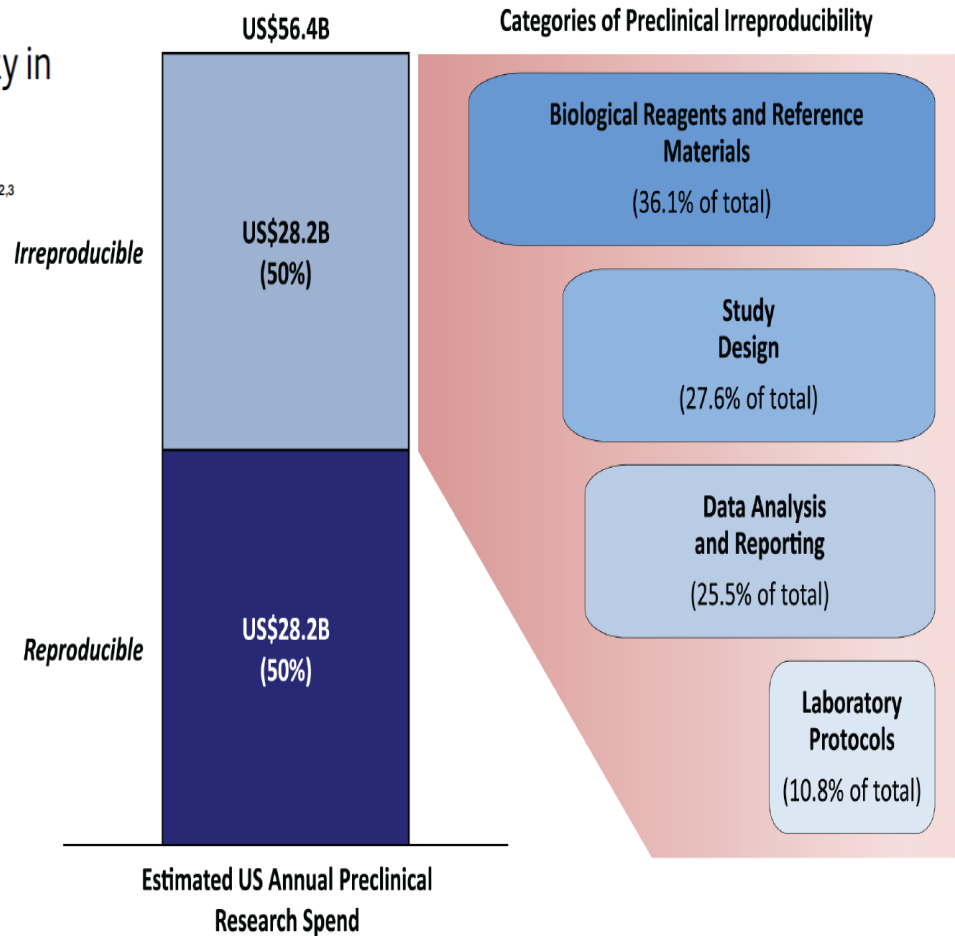 US$56.4B
Categories of Preclinical Irreproducibility
y in
2,3
Irreproducible
US$28.2B
(50%)
Biological Reagents and Reference
Materials
(36.1% of total)
Study
Design
(27.6% of total)
Data Analysis
and Reporting
(25.5% of total)
Reproducible
US$28.2B
(50%)
Laboratory
Protocols
(10.8% of total)
Estimated US Annual Preclinical
Research Spend